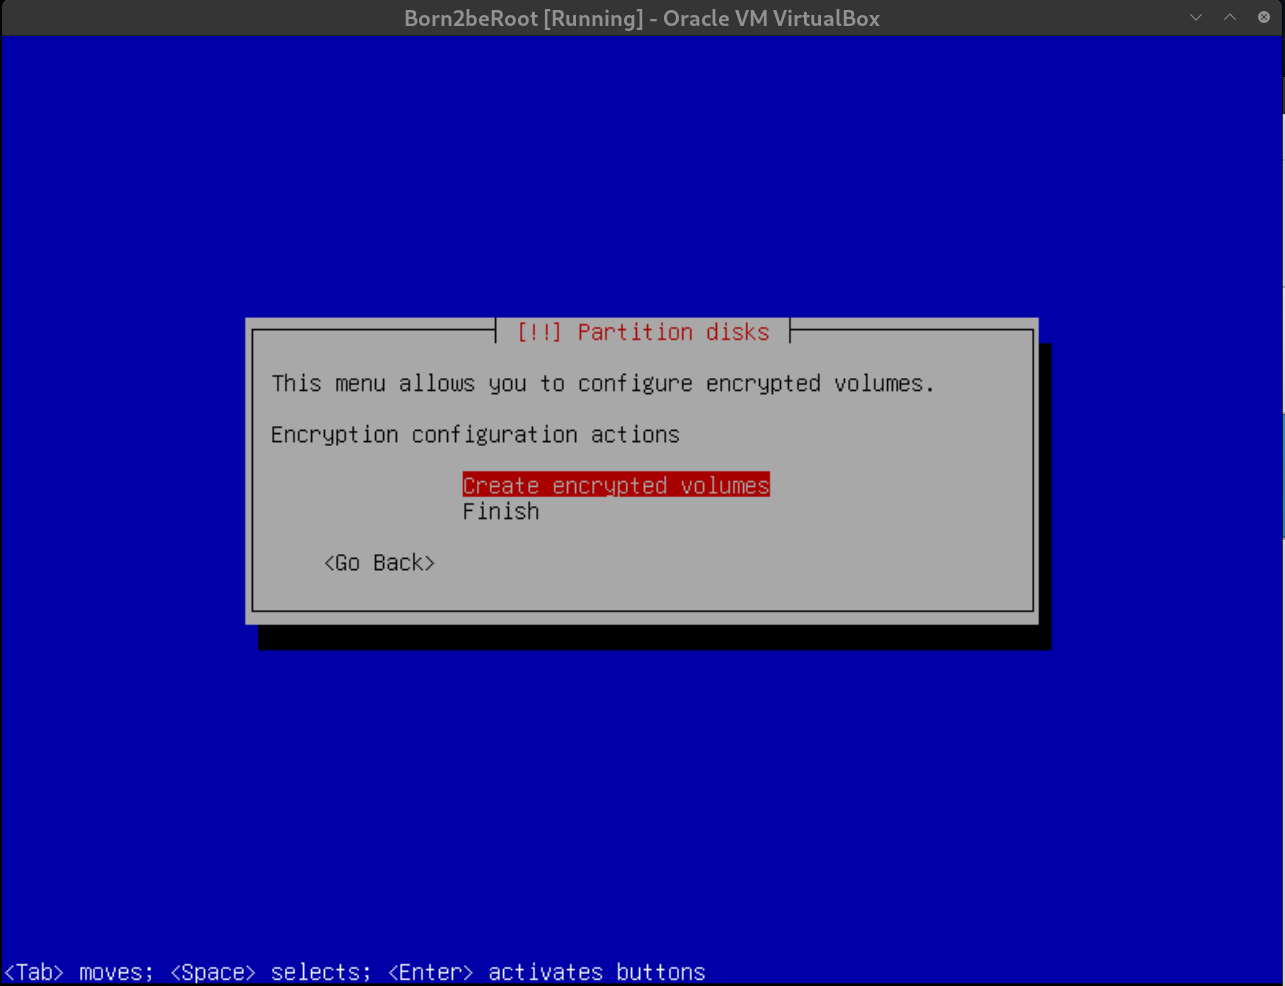 Born2beRoot [Running] - Oracle VM VirtualBox
[!!] Partition disks
This menu allows you to configure encrypted volumes.
Encryption configuration actions
Create encrypted volumes
Finish
<Go Back>
<Tab> moves; <Space> selects; <Enter> activates buttons